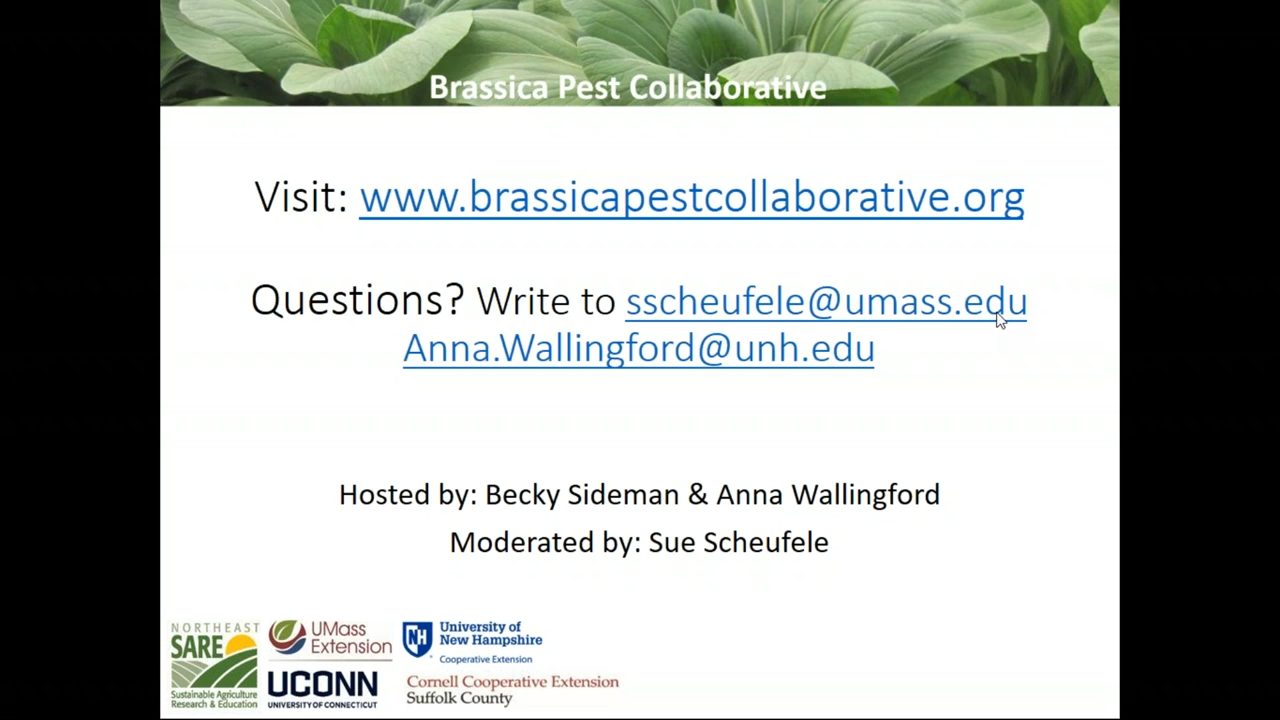 Brassica Pest Collaborative
Visit: www.brassicapestcollaborative.org
Questions? Write to sscheufele@umass.edu
Anna.Wallingford@unh.edu
Hosted by: Becky Sideman & Anna Wallingford
Moderated by: Sue Scheufele
NORTHEAST
SARE
Sustainable Agriculture
Research & Education
UMass
Extension
UCONN
UNIVERSITY OF CONNECTICUT
NH
University of
New Hampshire
Cooperative Extension
Cornell Cooperative Extension
Suffolk County